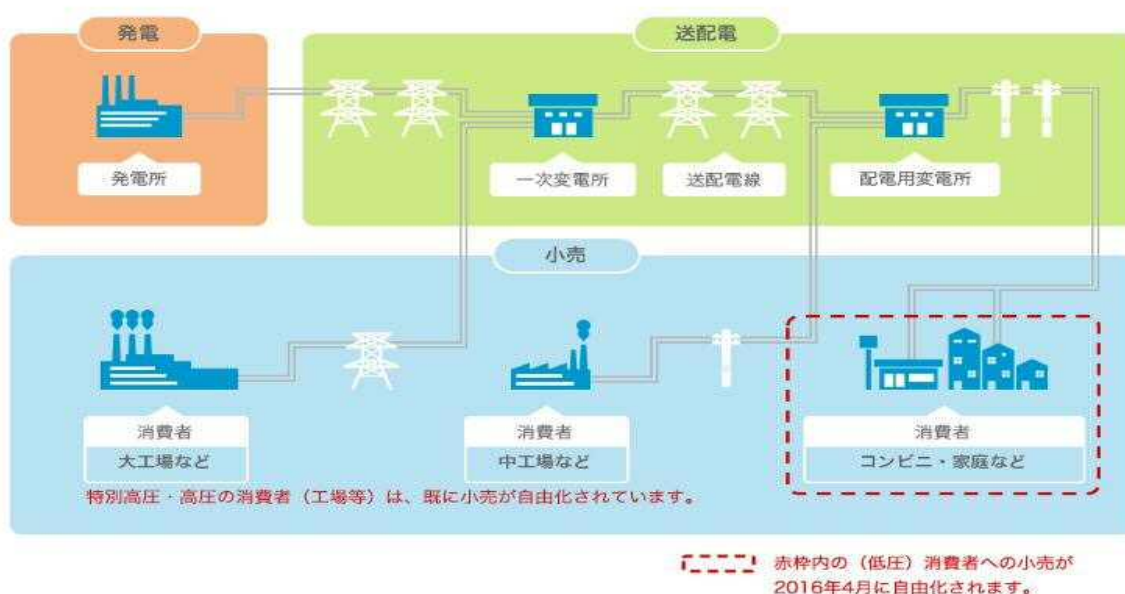 発電
送配電
発電所
一次変電所
送配電線
配電用変電所
小売
消費者
大工場など
消費者
中工場など
消費者
コンビニ・家庭など
特別高圧・高圧の消費者（工場等）は、既に小売が自由化されています。
赤枠内の（低圧）消費者への小売が
2016年4月に自由化されます。